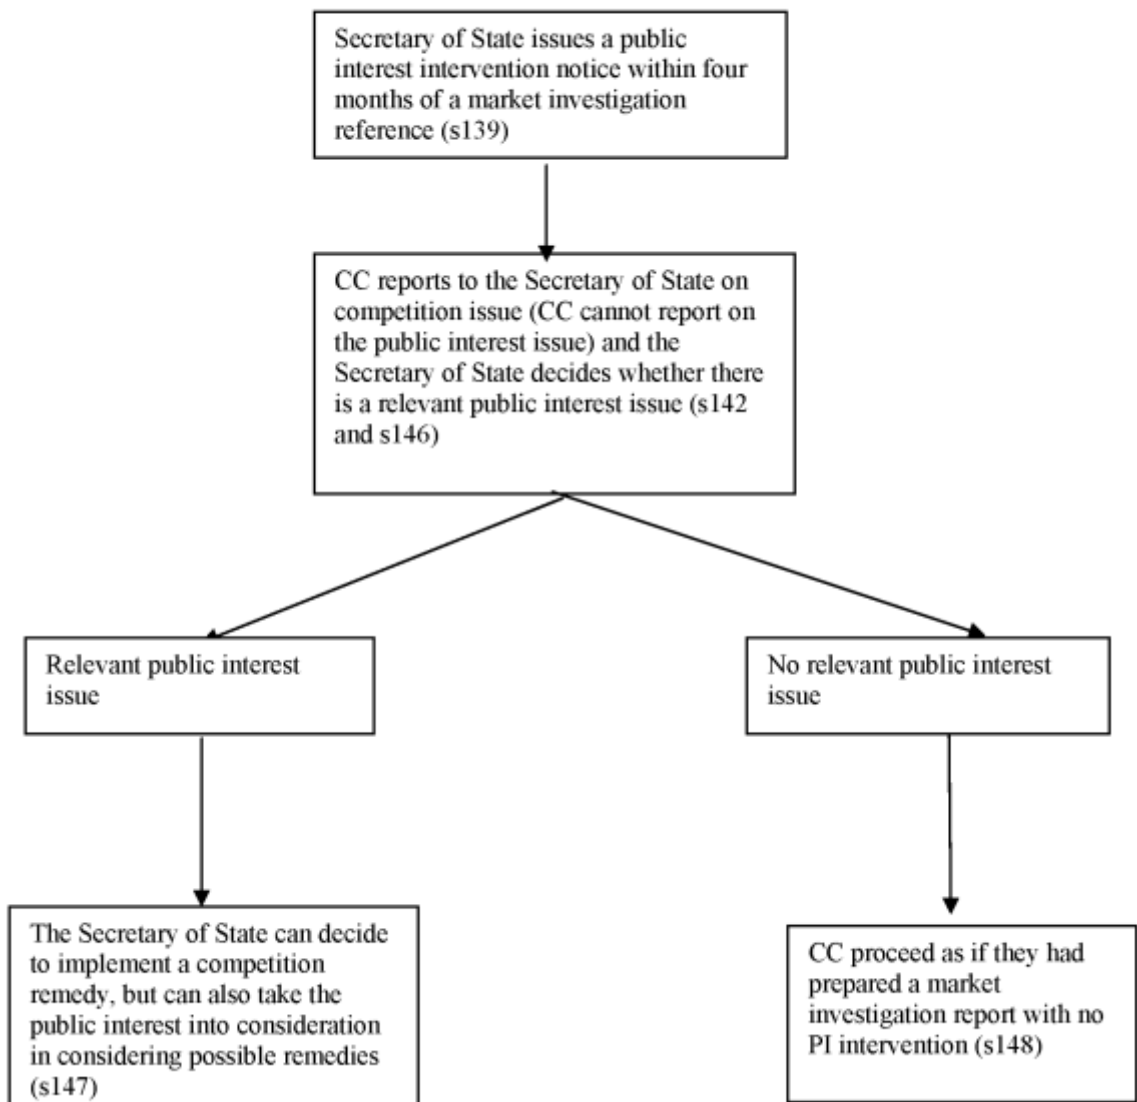 Secretary of State issues a public
interest intervention notice within four
months of a market investigation
reference (s139)
CC reports to the Secretary of State on
competition issue (CC cannot report on
the public interest issue) and the
Secretary of State decides whether there
is a relevant public interest issue (s142
and s146)
Relevant public interest
issue
No relevant public interest
issue
The Secretary of State can decide
to implement a competition
remedy, but can also take the
public interest into consideration
in considering possible remedies
(s147)
CC proceed as if they had
prepared a market
investigation report with no
PI intervention (s148)